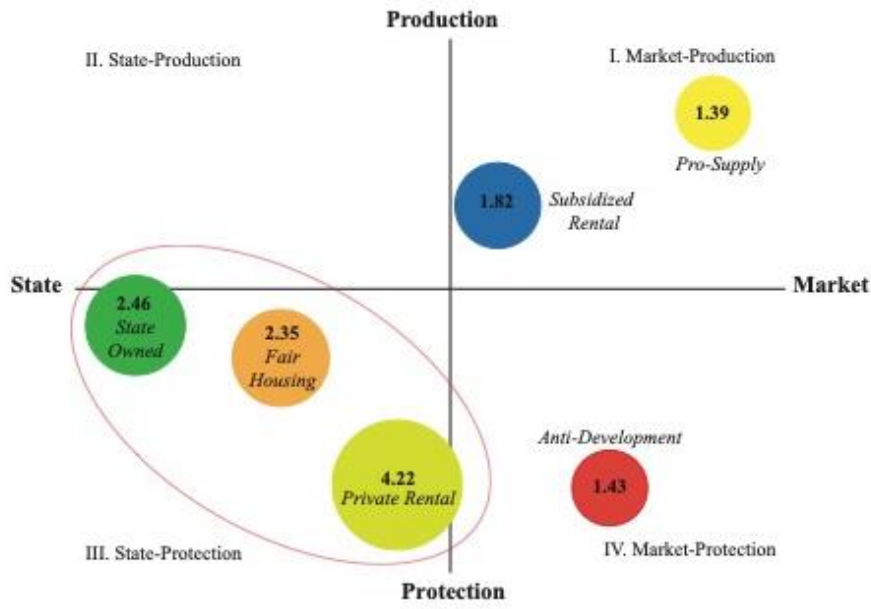 Production
II. State-Production
I. Market-Production
1.39
Pro-Supply
1.82
Subsidized
Rental
State
Market
2.46
State
Owned
2.35
Fair
Housing
Anti-Development
4.22
Private Rental
1.43
III. State-Protection
IV. Market-Protection
Protection